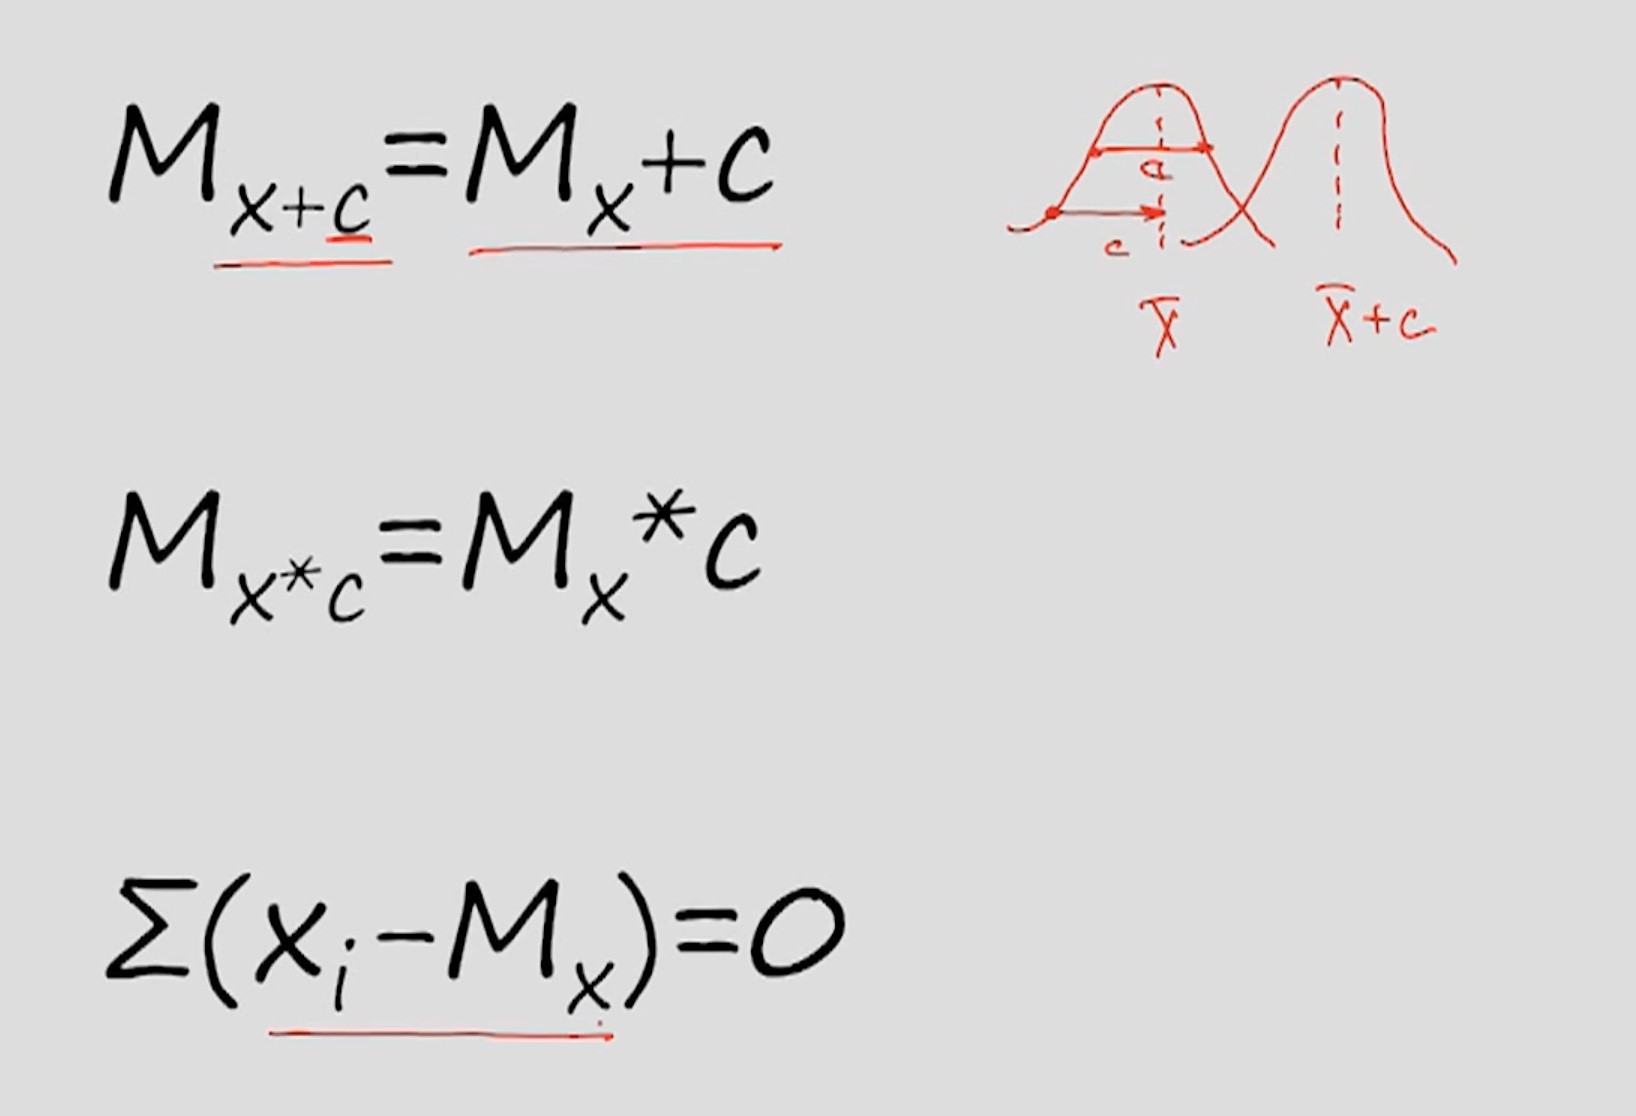 M_{x+c}=M_x+c
c
c
x̄
x̄+c
M_{x*c}=M_x*c
Σ(x_i-M_x)=0